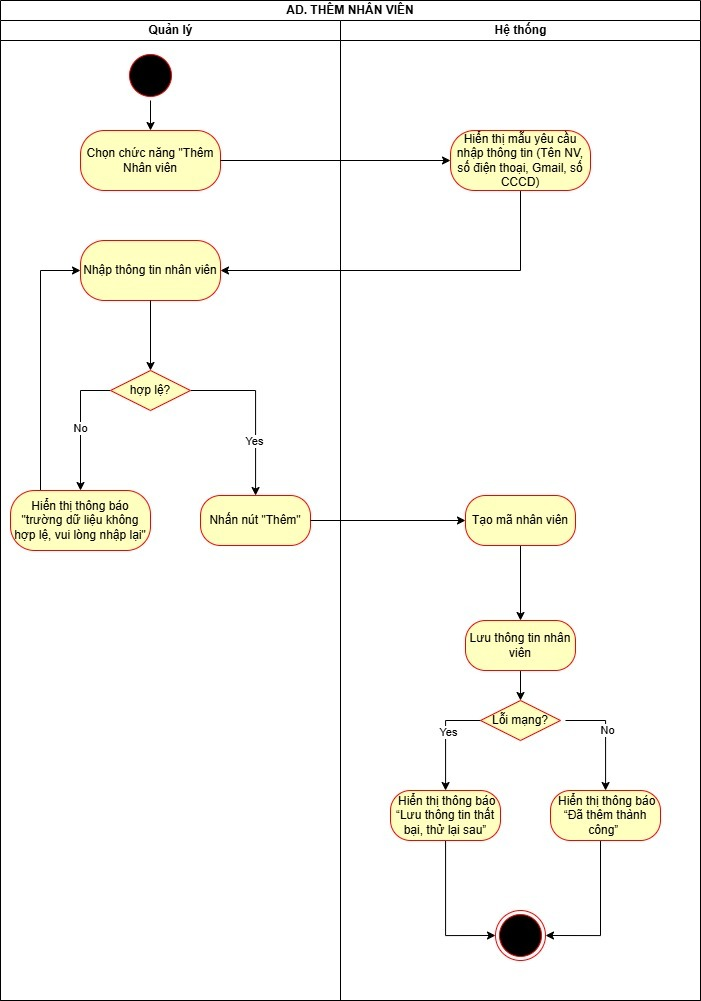 AD. THÊM NHÂN VIÊN
Quản lý
Hệ thống
Chọn chức năng "Thêm
Nhân viên
Hiển thị mẫu yêu cầu
nhập thông tin (Tên NV,
số điện thoại, Gmail, số
CCCD)
Nhập thông tin nhân viên
hợp lệ?
No
Yes
Hiển thị thông báo
"trường dữ liệu không
hợp lệ, vui lòng nhập lại"
Nhấn nút "Thêm"
Tạo mã nhân viên
Lưu thông tin nhân
viên
Lỗi mạng?
Yes
No
Hiển thị thông báo
“Lưu thông tin thất
bại, thử lại sau”
Hiển thị thông báo
“Đã thêm thành
công”